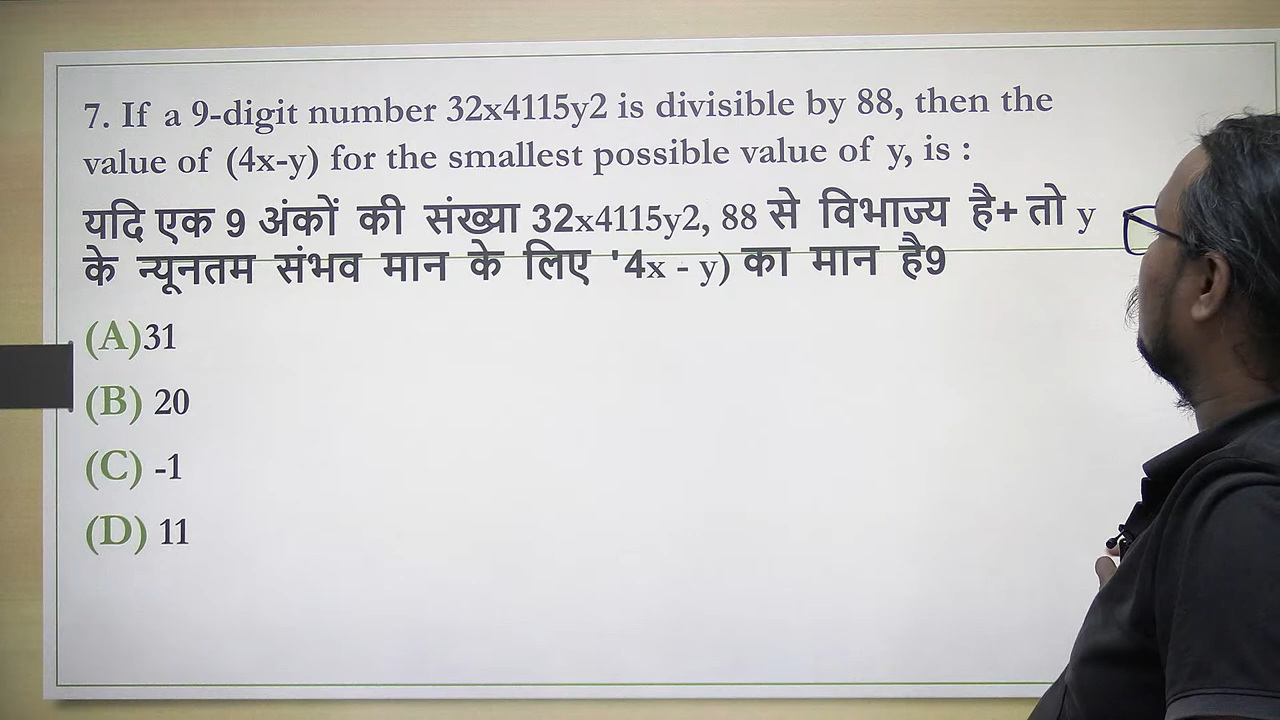 7. If a 9-digit number 32x4115y2 is divisible by 88, then the
value of (4x-y) for the smallest possible value of y, is :
यदि एक 9 अंकों की संख्या 32x4115y2, 88 से विभाज्य है+ तो y
के न्यूनतम संभव मान के लिए '4x - y) का मान है9
(A)31
(B) 20
(C) -1
(D) 11